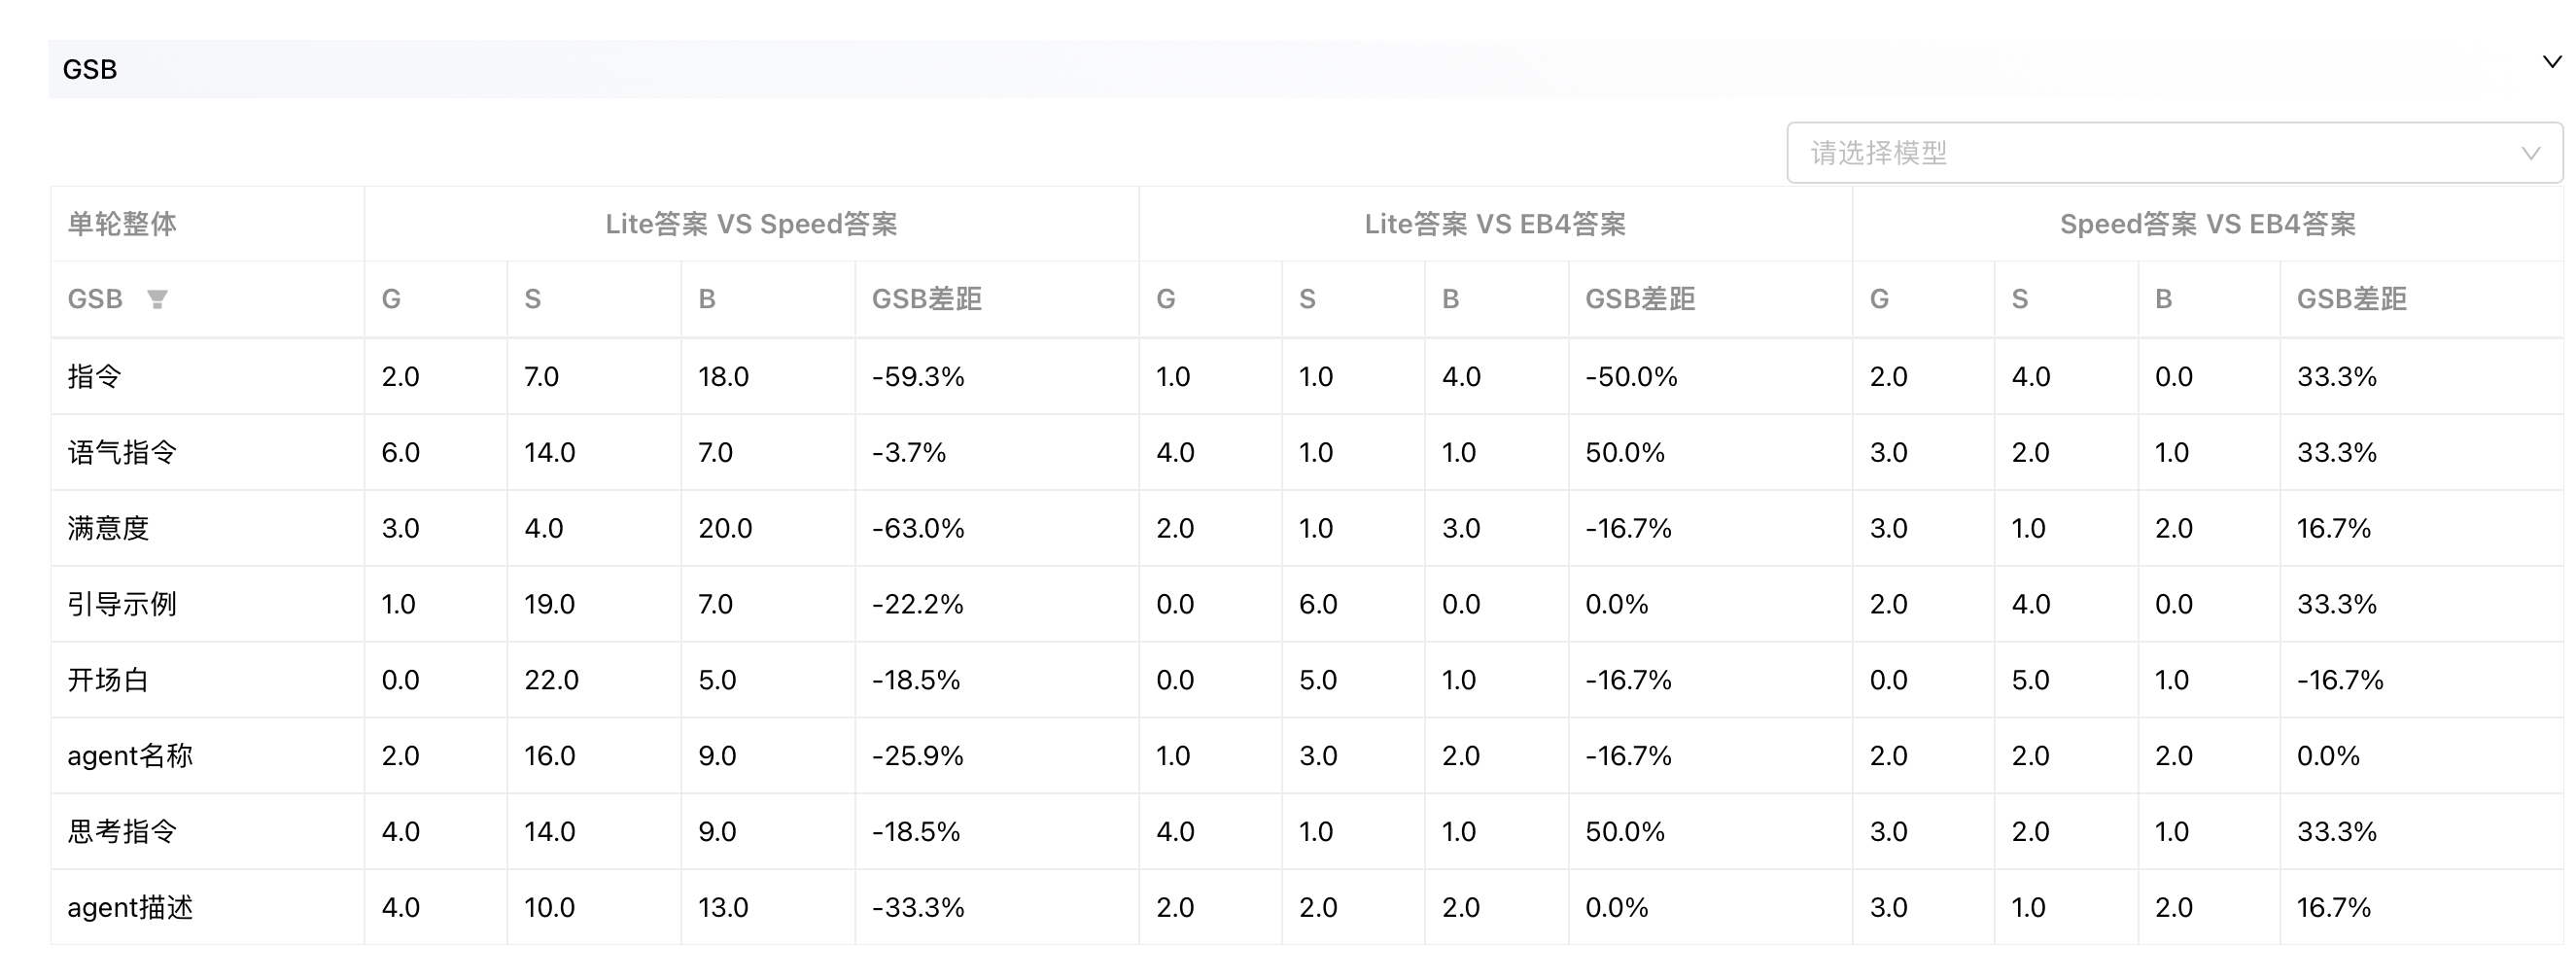 GSB
请选择模型
单轮整体 Lite答案 VS Speed答案 Lite答案 VS EB4答案 Speed答案 VS EB4答案
GSB G S B GSB差距 G S B GSB差距 G S B GSB差距
指令 2.0 7.0 18.0 -59.3% 1.0 1.0 4.0 -50.0% 2.0 4.0 0.0 33.3%
语气指令 6.0 14.0 7.0 -3.7% 4.0 1.0 1.0 50.0% 3.0 2.0 1.0 33.3%
满意度 3.0 4.0 20.0 -63.0% 2.0 1.0 3.0 -16.7% 3.0 1.0 2.0 16.7%
引导示例 1.0 19.0 7.0 -22.2% 0.0 6.0 0.0 0.0% 2.0 4.0 0.0 33.3%
开场白 0.0 22.0 5.0 -18.5% 0.0 5.0 1.0 -16.7% 0.0 5.0 1.0 -16.7%
agent名称 2.0 16.0 9.0 -25.9% 1.0 3.0 2.0 -16.7% 2.0 2.0 2.0 0.0%
思考指令 4.0 14.0 9.0 -18.5% 4.0 1.0 1.0 50.0% 3.0 2.0 1.0 33.3%
agent描述 4.0 10.0 13.0 -33.3% 2.0 2.0 2.0 0.0% 3.0 1.0 2.0 16.7%